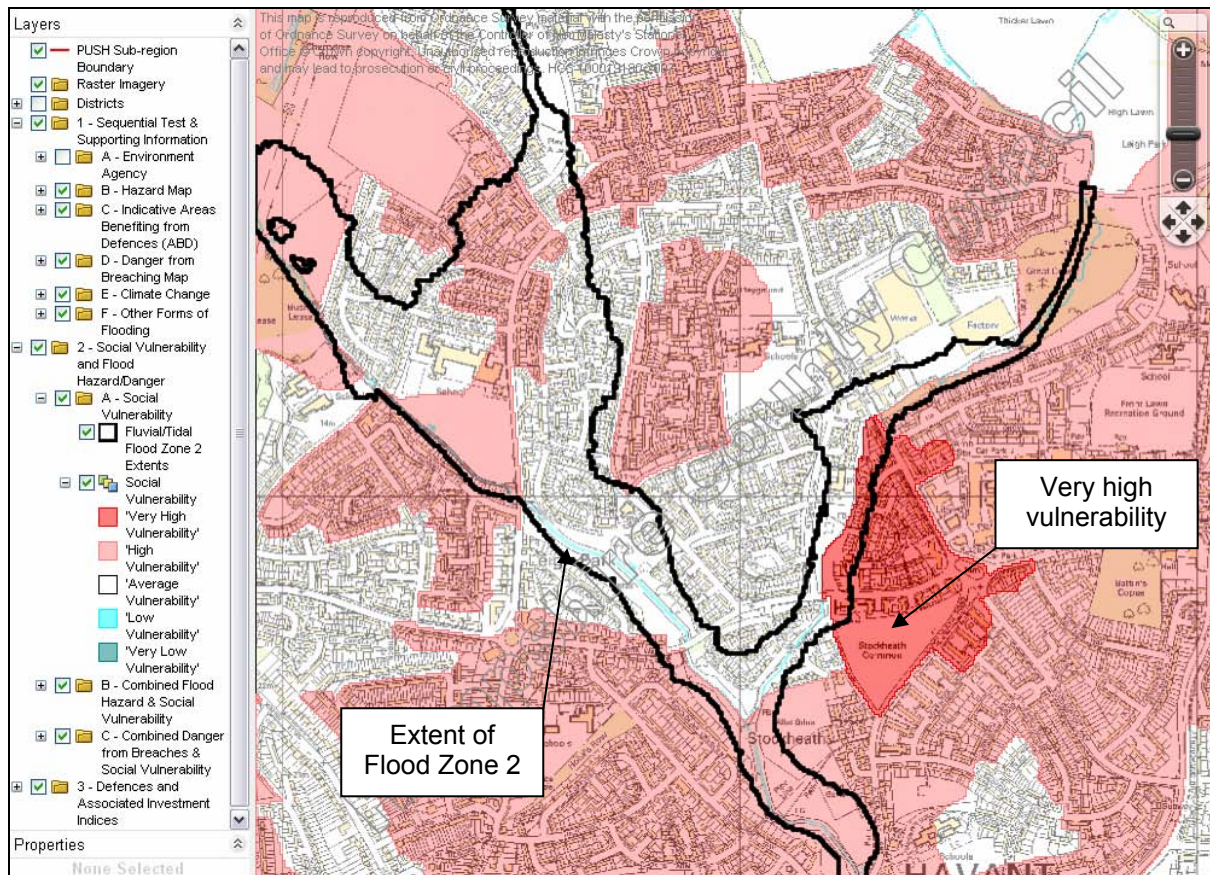 Layers
PUSH Sub-region
Boundary
Raster Imagery
Districts
1 - Sequential Test &
Supporting Information
A - Environment
Agency
B - Hazard Map
C - Indicative Areas
Benefiting from
Defences (ABD)
D - Danger from
Breaching Map
E - Climate Change
F - Other Forms of
Flooding
2 - Social Vulnerability
and Flood
Hazard/Danger
A - Social
Vulnerability
Fluvial/Tidal
Flood Zone 2
Extents
Social
Vulnerability
'Very High
Vulnerability'
'High
Vulnerability'
'Average
Vulnerability'
'Low
Vulnerability'
'Very Low
Vulnerability'
B - Combined Flood
Hazard & Social
Vulnerability
C - Combined Danger
from Breaches &
Social Vulnerability
3 - Defences and
Associated Investment
Indices
Properties
None Selected
This map is reproduced from Ordnance Survey material with the permission
of Ordnance Survey on behalf of the Controller of Her Majesty's Stationery
Office © Crown copyright. Unauthorised reproduction infringes Crown copyright
and may lead to prosecution or civil proceedings.
Thicker Lawn
High Lawn
Leigh Park
School
Factory
School
Front Lawn
Recreation Ground
Schools
Very high
vulnerability
Stockheath
Common
Extent of
Flood Zone 2
Stockheaths
Schools
HAVANT
County Council